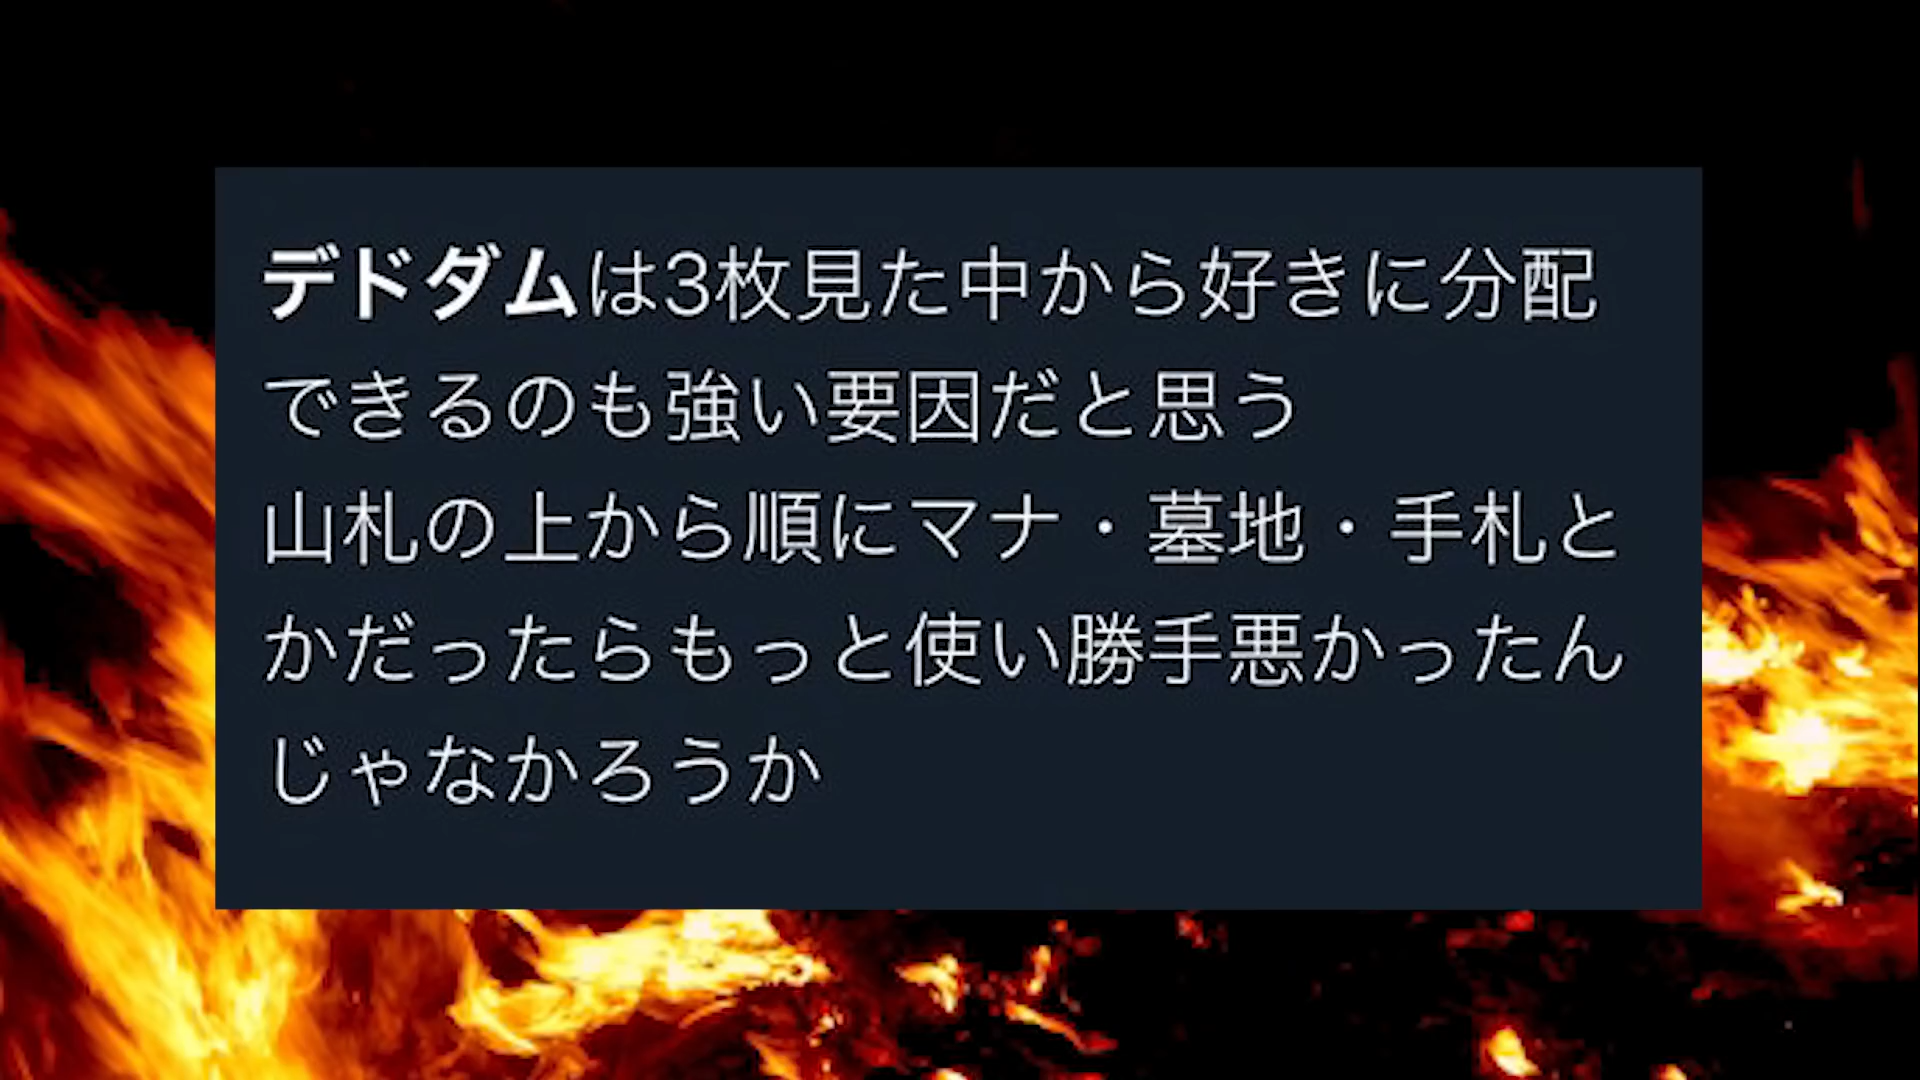 デドダムは3枚見た中から好きに分配
できるのも強い要因だと思う
山札の上から順にマナ・墓地・手札と
かだったらもっと使い勝手悪かったん
じゃなかろうか